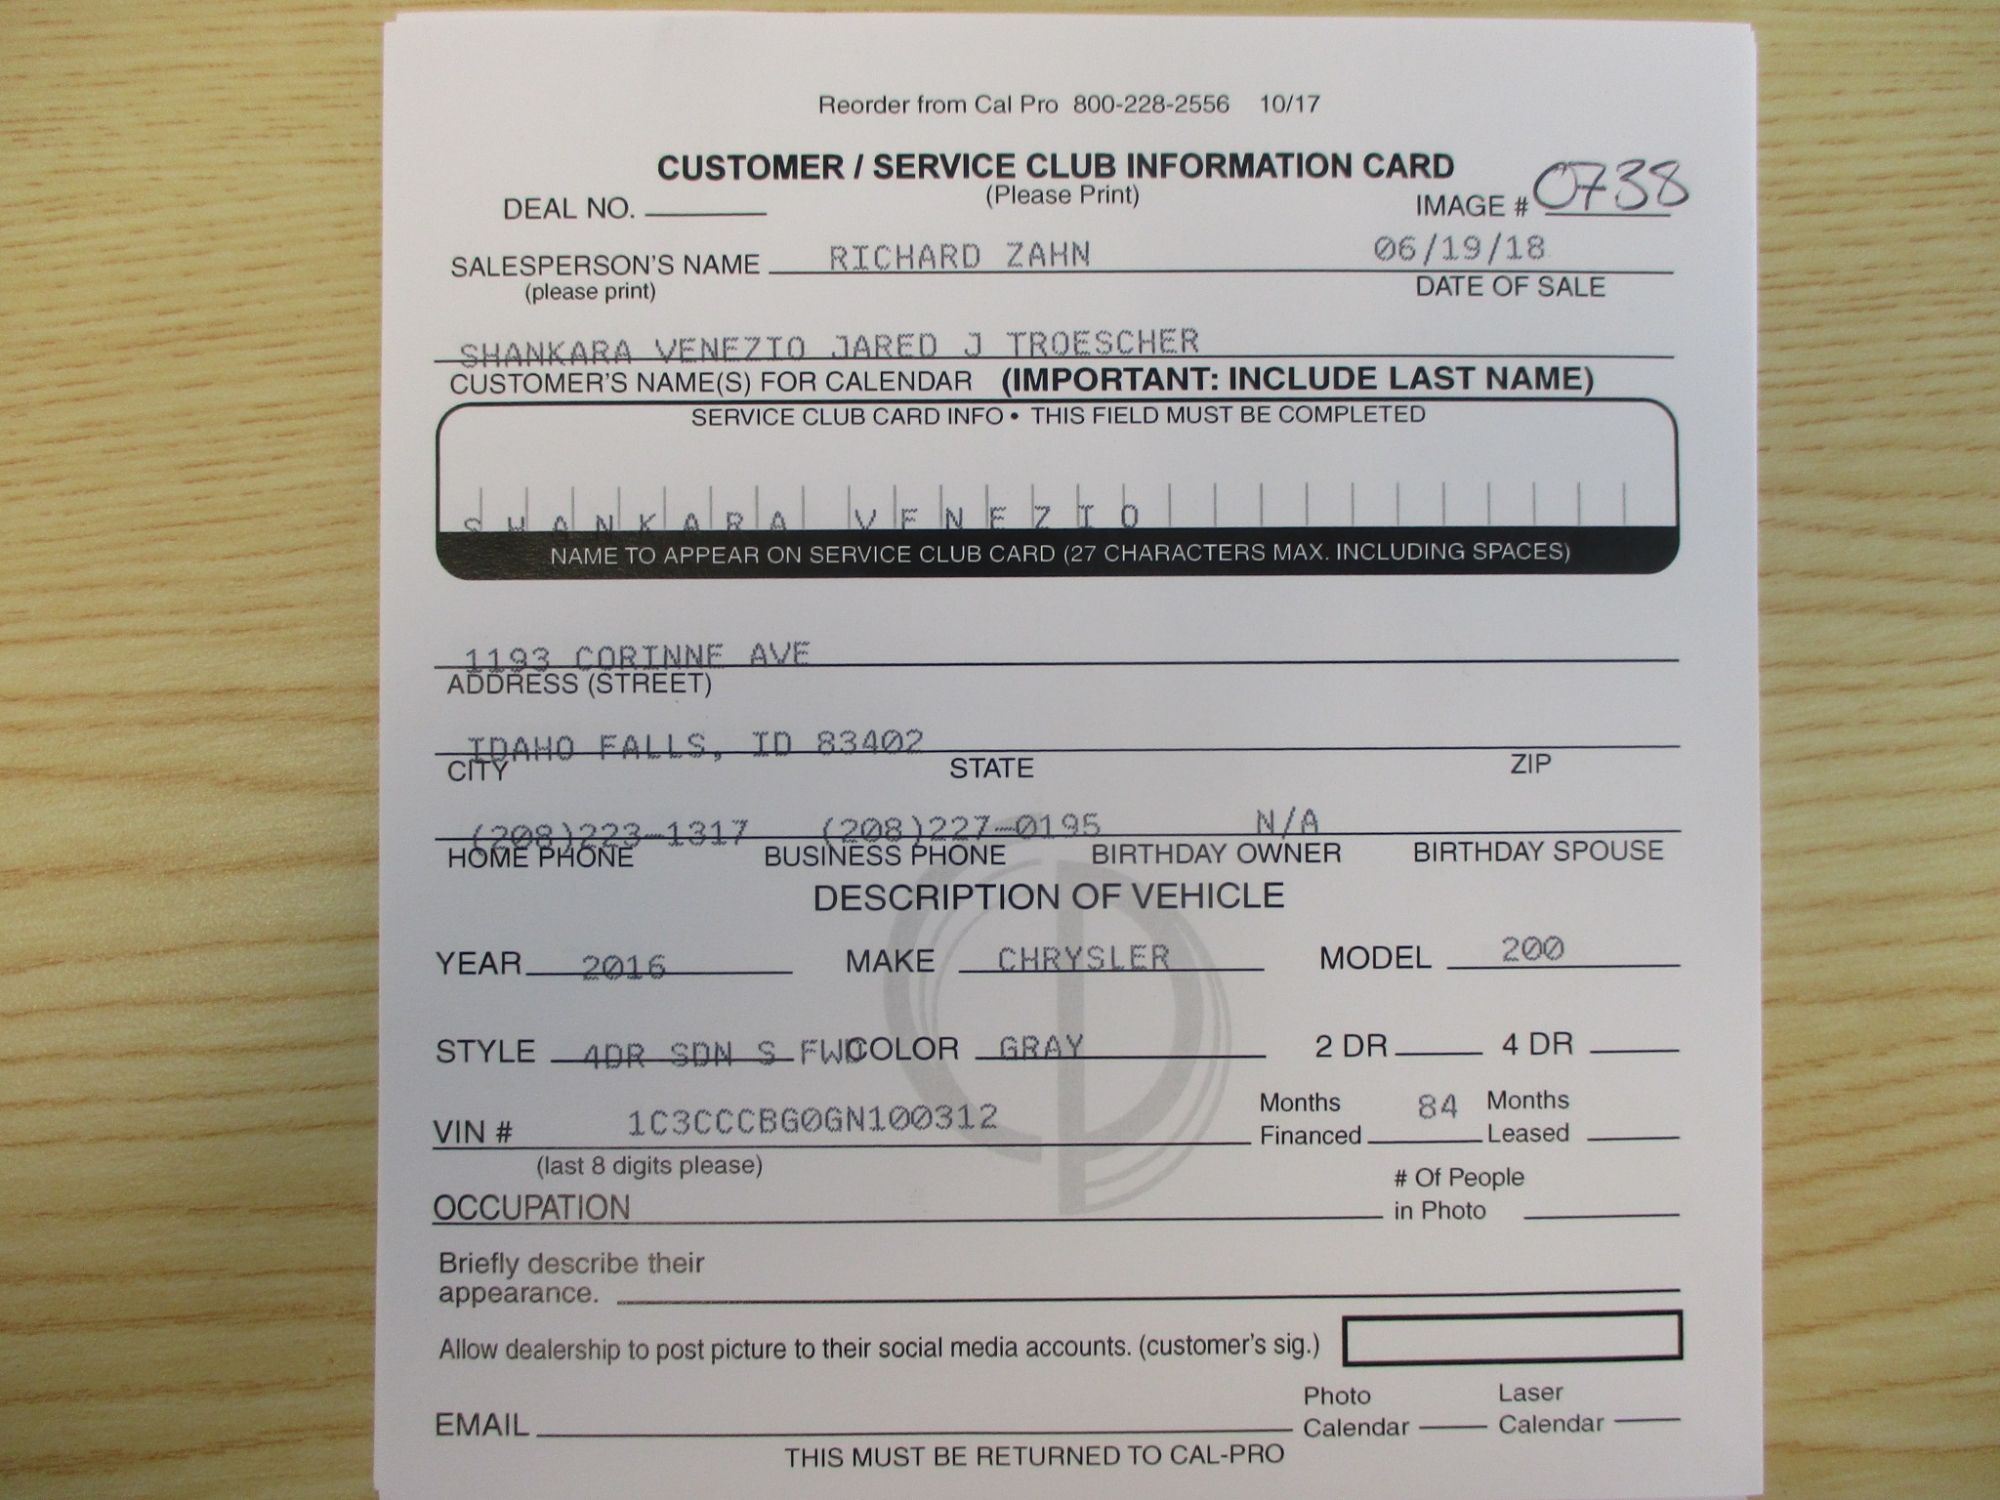 Reorder from Cal Pro 800-228-2556 10/17
CUSTOMER / SERVICE CLUB INFORMATION CARD
(Please Print)
DEAL NO. IMAGE # 0738
SALESPERSON'S NAME RICHARD ZAHN 06/19/18
(please print) DATE OF SALE
SHANKARA VENEZIO JARED J TROESCHER
CUSTOMER'S NAME(S) FOR CALENDAR (IMPORTANT: INCLUDE LAST NAME)
SERVICE CLUB CARD INFO • THIS FIELD MUST BE COMPLETED
SHANKARA VENEZIO
NAME TO APPEAR ON SERVICE CLUB CARD (27 CHARACTERS MAX. INCLUDING SPACES)
1193 CORINNE AVE
ADDRESS (STREET)
IDAHO FALLS, ID 83402
CITY STATE ZIP
(208)223-1317 (208)227-0195 N/A
HOME PHONE BUSINESS PHONE BIRTHDAY OWNER BIRTHDAY SPOUSE
DESCRIPTION OF VEHICLE
YEAR 2016 MAKE CHRYSLER MODEL 200
STYLE 4DR SDN S FWD COLOR GRAY 2 DR 4 DR
VIN # 1C3CCCBG0GN100312 Months Financed 84 Months Leased
(last 8 digits please)
OCCUPATION # Of People in Photo
Briefly describe their
appearance.
Allow dealership to post picture to their social media accounts. (customer's sig.)
EMAIL Photo Calendar Laser Calendar
THIS MUST BE RETURNED TO CAL-PRO